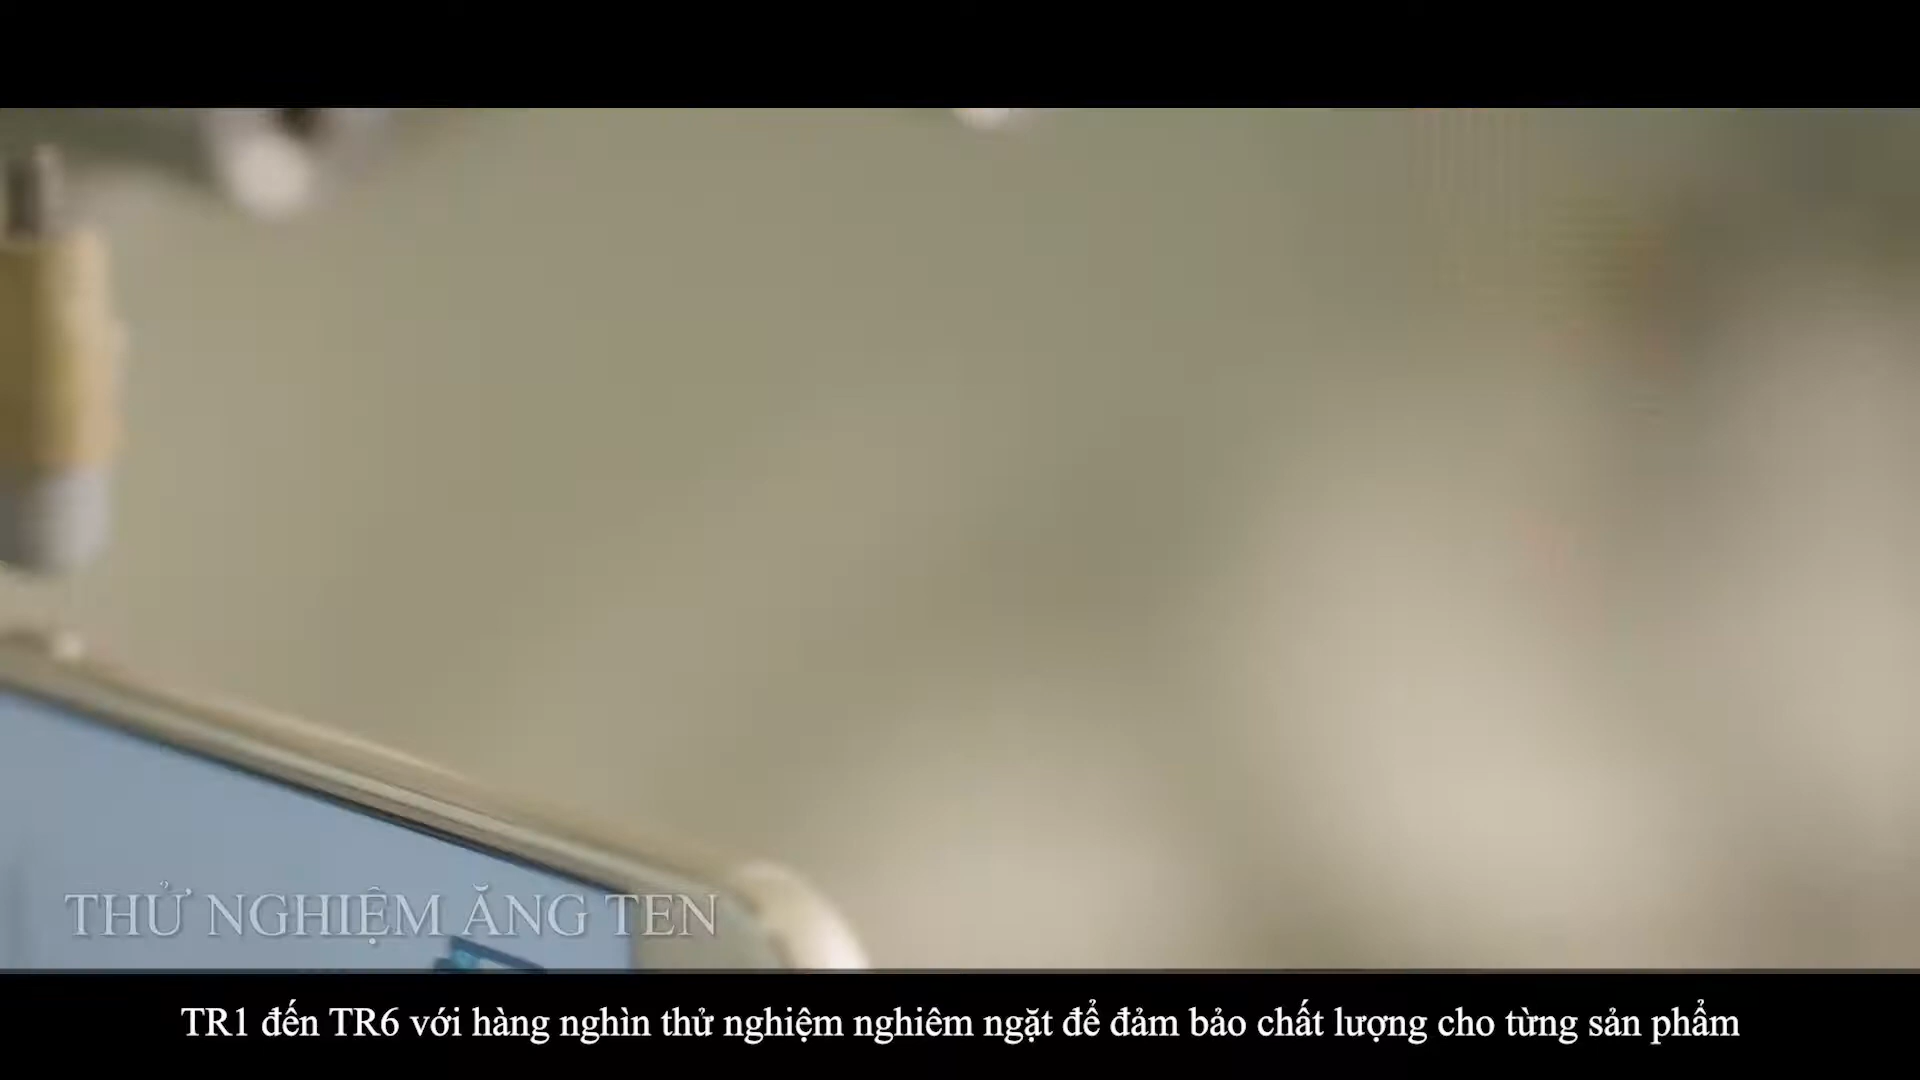 THỬ NGHIỆM ĂNG TEN
TR1 đến TR6 với hàng nghìn thử nghiệm nghiêm ngặt để đảm bảo chất lượng cho từng sản phẩm